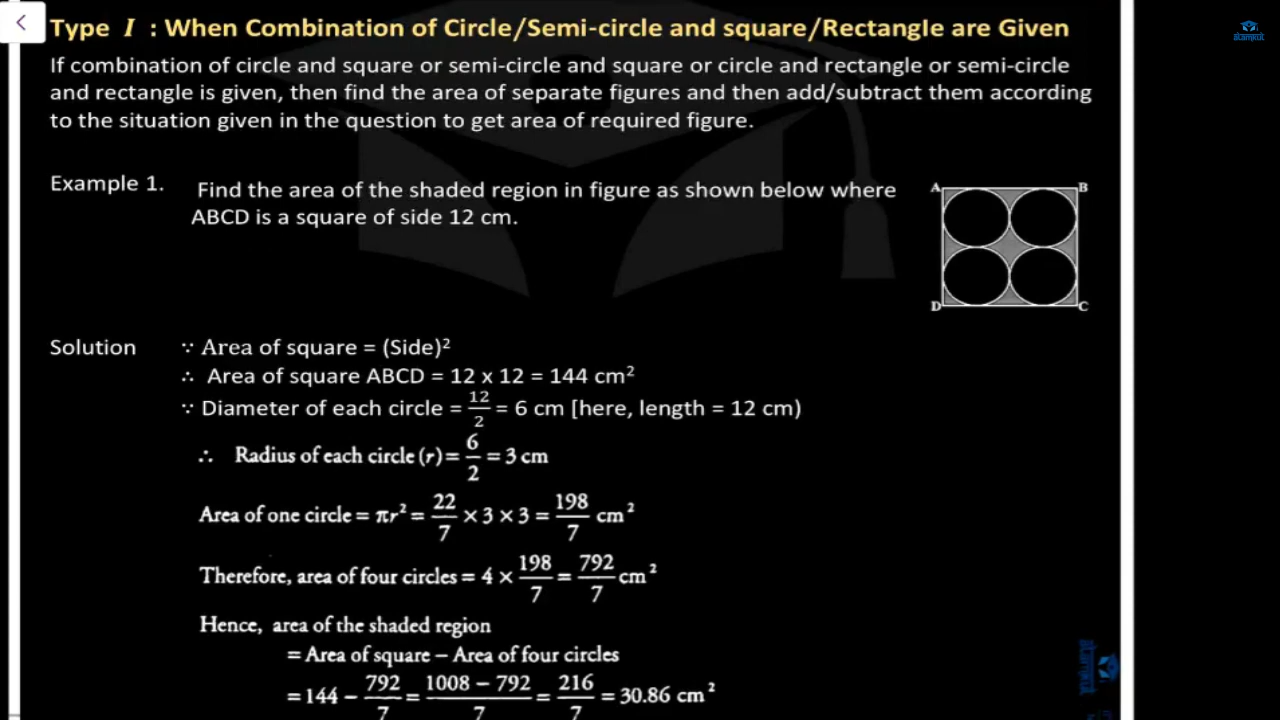 Type I : When Combination of Circle/Semi-circle and square/Rectangle are Given
If combination of circle and square or semi-circle and square or circle and rectangle or semi-circle
and rectangle is given, then find the area of separate figures and then add/subtract them according
to the situation given in the question to get area of required figure.
Example 1. Find the area of the shaded region in figure as shown below where
ABCD is a square of side 12 cm.
A B
D C
Solution ∵ Area of square = (Side)²
∴ Area of square ABCD = 12 x 12 = 144 cm²
∵ Diameter of each circle = 12/2 = 6 cm [here, length = 12 cm)
∴ Radius of each circle (r) = 6/2 = 3 cm
Area of one circle = πr² = 22/7 × 3 × 3 = 198/7 cm²
Therefore, area of four circles = 4 × 198/7 = 792/7 cm²
Hence, area of the shaded region
= Area of square − Area of four circles
= 144 − 792/7 = 1008 − 792/7 = 216/7 = 30.86 cm²